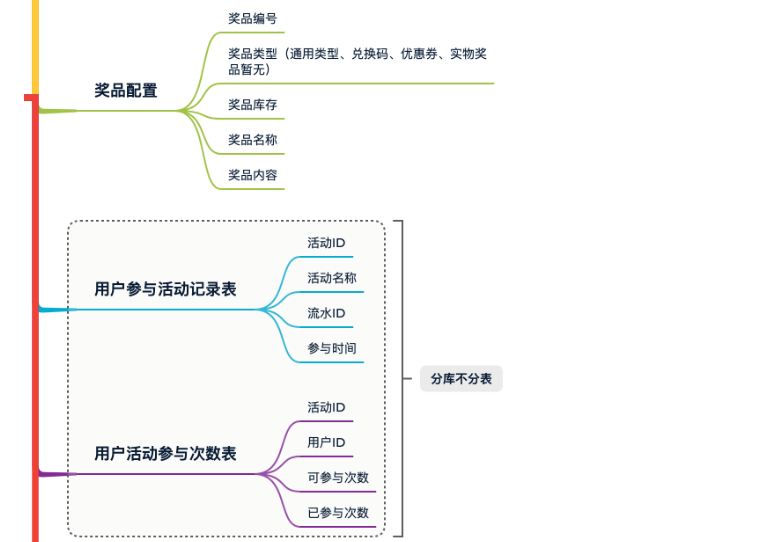 奖品编号
奖品类型（通用类型、兑换码、优惠券、实物奖
品暂无）
奖品配置
奖品库存
奖品名称
奖品内容
活动ID
活动名称
用户参与活动记录表
流水ID
参与时间
分库不分表
活动ID
用户ID
用户活动参与次数表
可参与次数
已参与次数